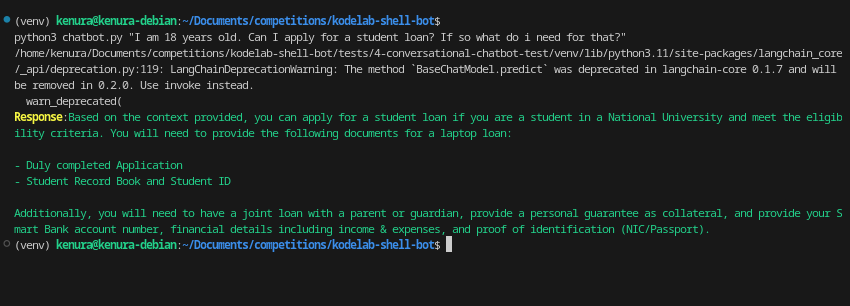 (venv) kenura@kenura-debian:~/Documents/competitions/kodelab-shell-bot$
python3 chatbot.py "I am 18 years old. Can I apply for a student loan? If so what do i need for that?"
/home/kenura/Documents/competitions/kodelab-shell-bot/tests/4-conversational-chatbot-test/venv/lib/python3.11/site-packages/langchain_core
/_api/deprecation.py:119: LangChainDeprecationWarning: The method `BaseChatModel.predict` was deprecated in langchain-core 0.1.7 and will
be removed in 0.2.0. Use invoke instead.
  warn_deprecated(
Response:Based on the context provided, you can apply for a student loan if you are a student in a National University and meet the eligib
ility criteria. You will need to provide the following documents for a laptop loan:

- Duly completed Application
- Student Record Book and Student ID

Additionally, you will need to have a joint loan with a parent or guardian, provide a personal guarantee as collateral, and provide your S
mart Bank account number, financial details including income & expenses, and proof of identification (NIC/Passport).
(venv) kenura@kenura-debian:~/Documents/competitions/kodelab-shell-bot$